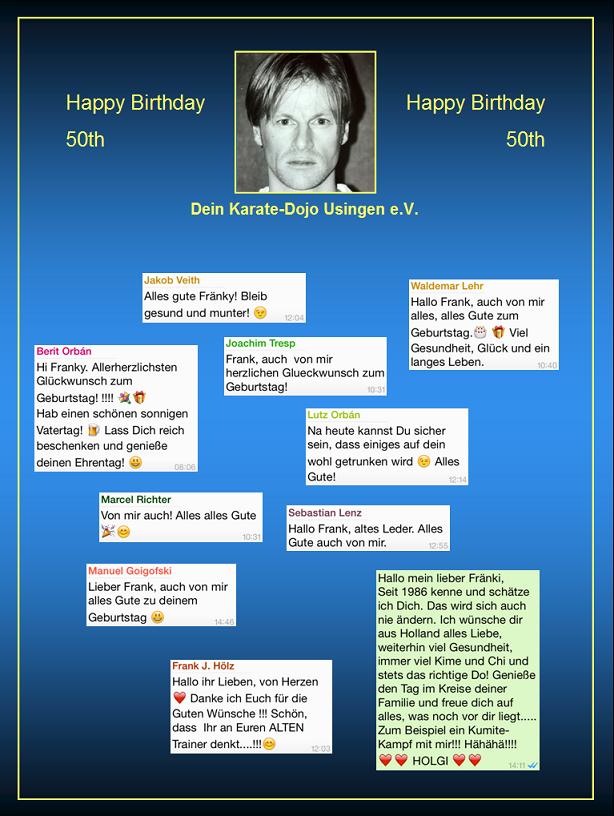 Happy Birthday
50th
Happy Birthday
50th
Dein Karate-Dojo Usingen e.V.
Jakob Veith
Alles gute Fränky! Bleib
gesund und munter! 😉
12:04
Waldemar Lehr
Hallo Frank, auch von mir
alles, alles Gute zum
Geburtstag.🎂 🎁 Viel
Gesundheit, Glück und ein
langes Leben.
10:40
Joachim Tresp
Frank, auch von mir
herzlichen Glueckwunsch zum
Geburtstag!
10:31
Berit Orbán
Hi Franky. Allerherzlichsten
Glückwunsch zum
Geburtstag! !!!! 🎉🎁
Hab einen schönen sonnigen
Vatertag! 🍺 Lass Dich reich
beschenken und genieße
deinen Ehrentag! 😃
08:06
Lutz Orbán
Na heute kannst Du sicher
sein, dass einiges auf dein
wohl getrunken wird 😉 Alles
Gute!
12:14
Marcel Richter
Von mir auch! Alles alles Gute
🎉😊
10:31
Sebastian Lenz
Hallo Frank, altes Leder. Alles
Gute auch von mir.
12:55
Manuel Goigofski
Lieber Frank, auch von mir
alles Gute zu deinem
Geburtstag 😃
14:46
Hallo mein lieber Fränki,
Seit 1986 kenne und schätze
ich Dich. Das wird sich auch
nie ändern. Ich wünsche dir
aus Holland alles Liebe,
weiterhin viel Gesundheit,
immer viel Kime und Chi und
stets das richtige Do! Genieße
den Tag im Kreise deiner
Familie und freue dich auf
alles, was noch vor dir liegt.....
Zum Beispiel ein Kumite-
Kampf mit mir!!! Hähähä!!!!
❤️❤️ HOLGI ❤️❤️
14:11
Frank J. Hölz
Hallo ihr Lieben, von Herzen
❤️ Danke ich Euch für die
Guten Wünsche !!! Schön,
dass Ihr an Euren ALTEN
Trainer denkt....!!!😊
12:03